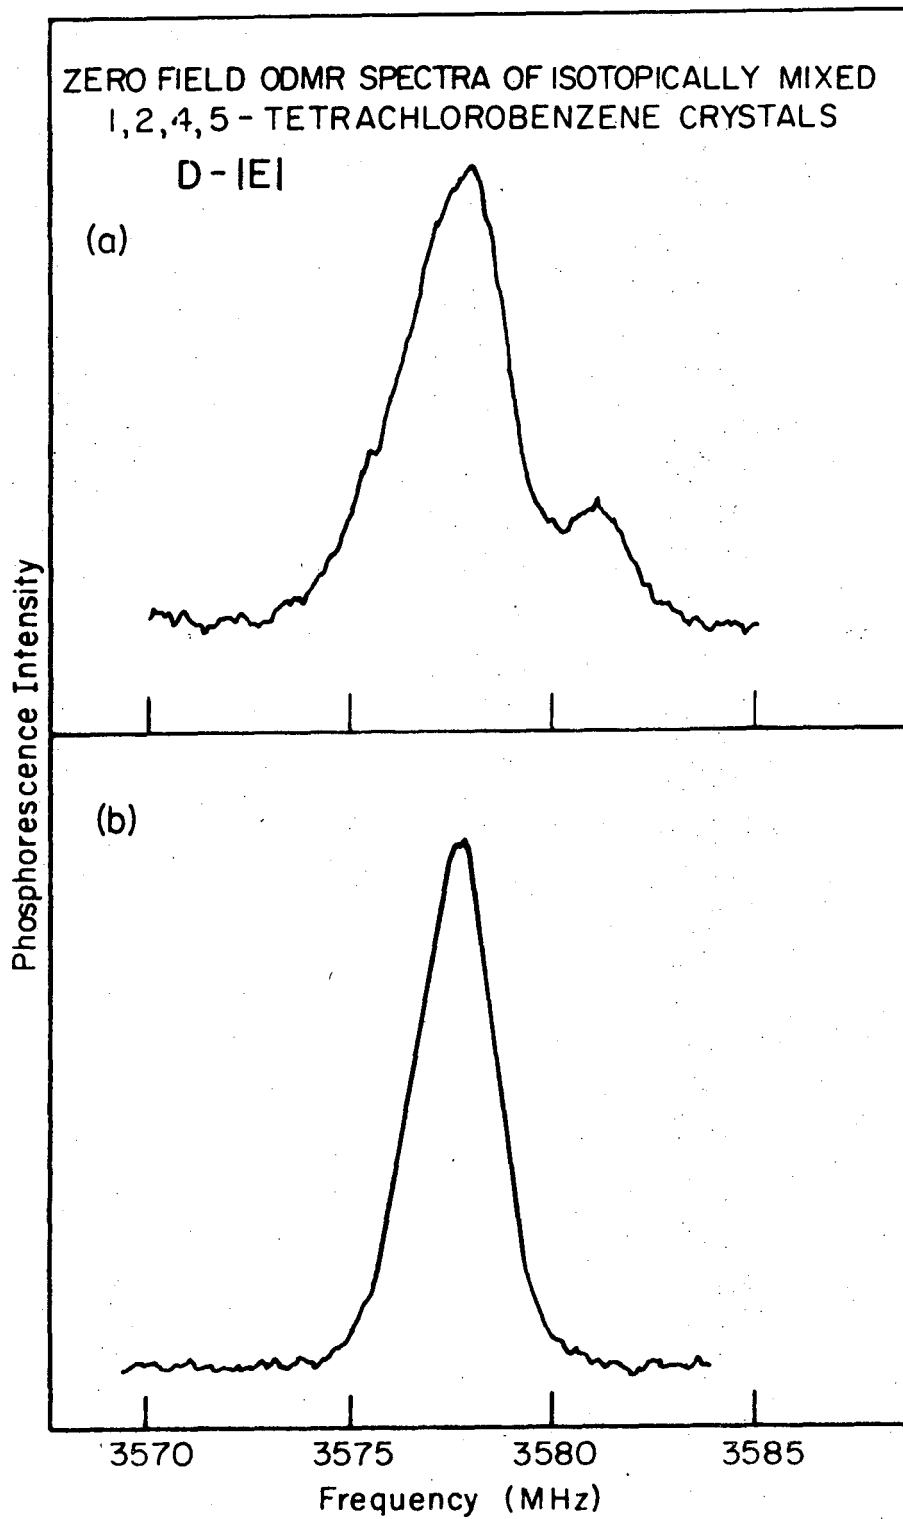 ZERO FIELD ODMR SPECTRA OF ISOTOPICALLY MIXED
1,2,4,5 - TETRACHLOROBENZENE CRYSTALS
D - |E|
(a)
Phosphorescence Intensity
(b)
3570 3575 3580 3585
Frequency (MHz)